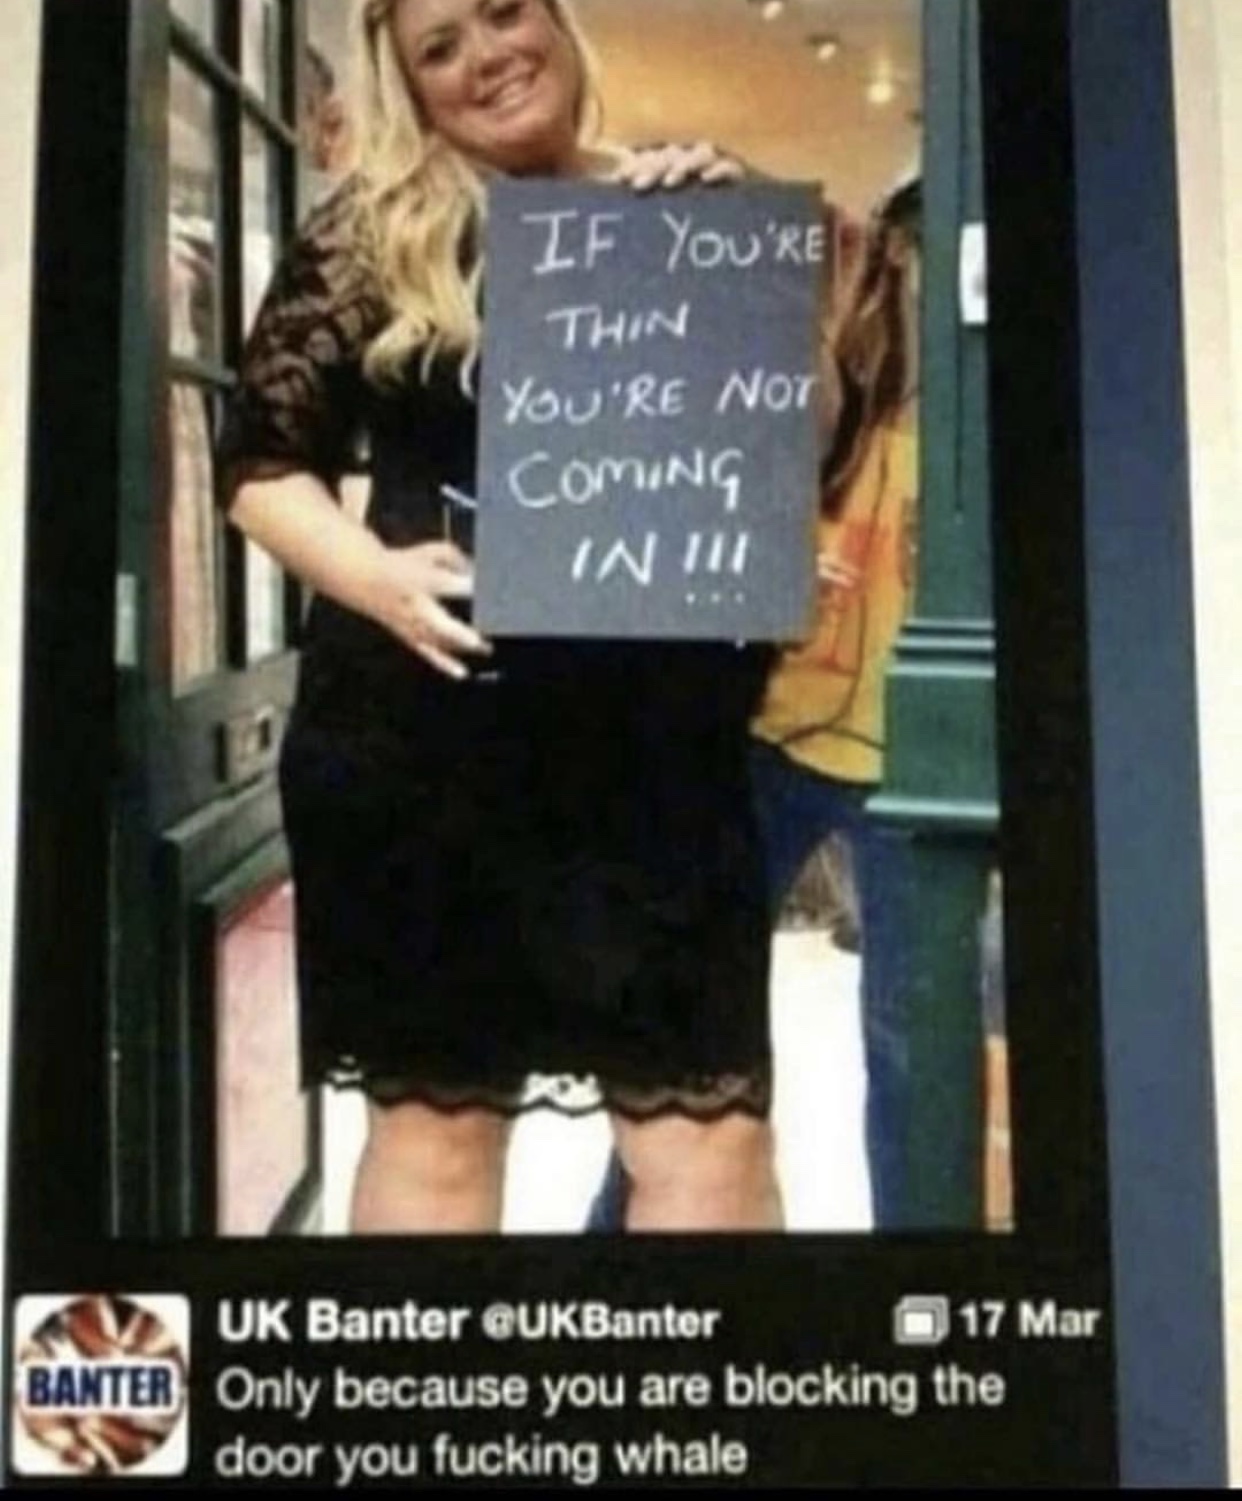 IF YOU'RE
THIN
YOU'RE NOT
COMING
IN !!!
UK Banter @UKBanter 17 Mar
BANTER
Only because you are blocking the
door you fucking whale